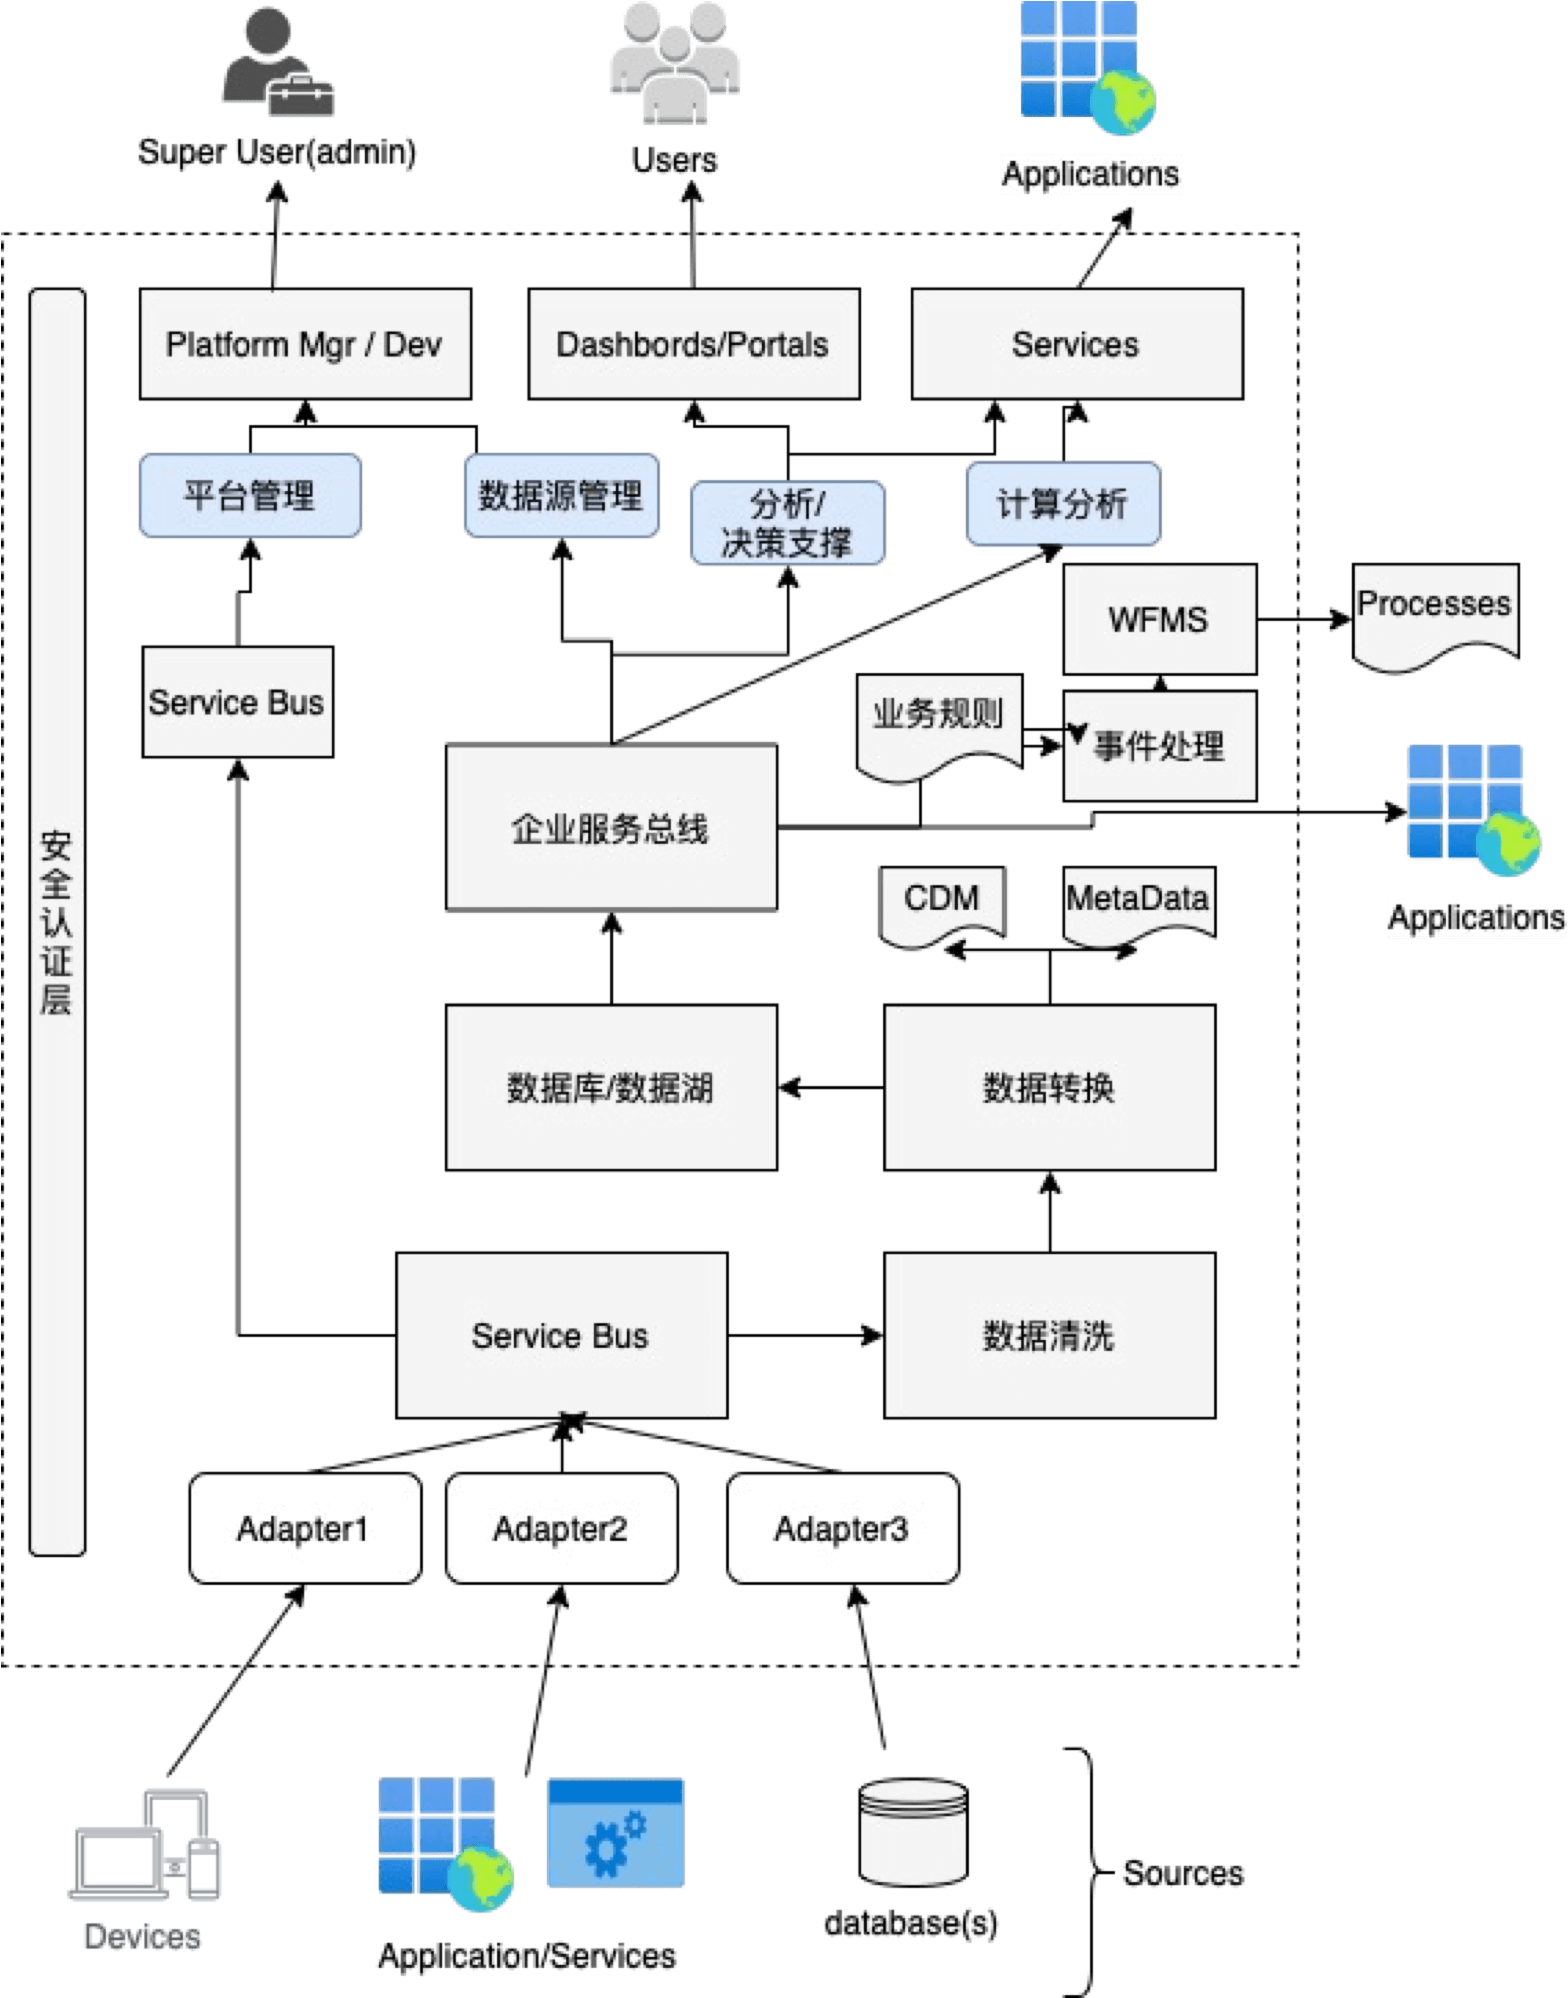 Super User(admin)
Users
Applications
Platform Mgr / Dev
Dashbords/Portals
Services
平台管理
数据源管理
分析/
决策支撑
计算分析
WFMS
Processes
Service Bus
业务规则
事件处理
企业服务总线
Applications
安
全
认
证
层
CDM
MetaData
数据库/数据湖
数据转换
Service Bus
数据清洗
Adapter1
Adapter2
Adapter3
Devices
Application/Services
database(s)
Sources